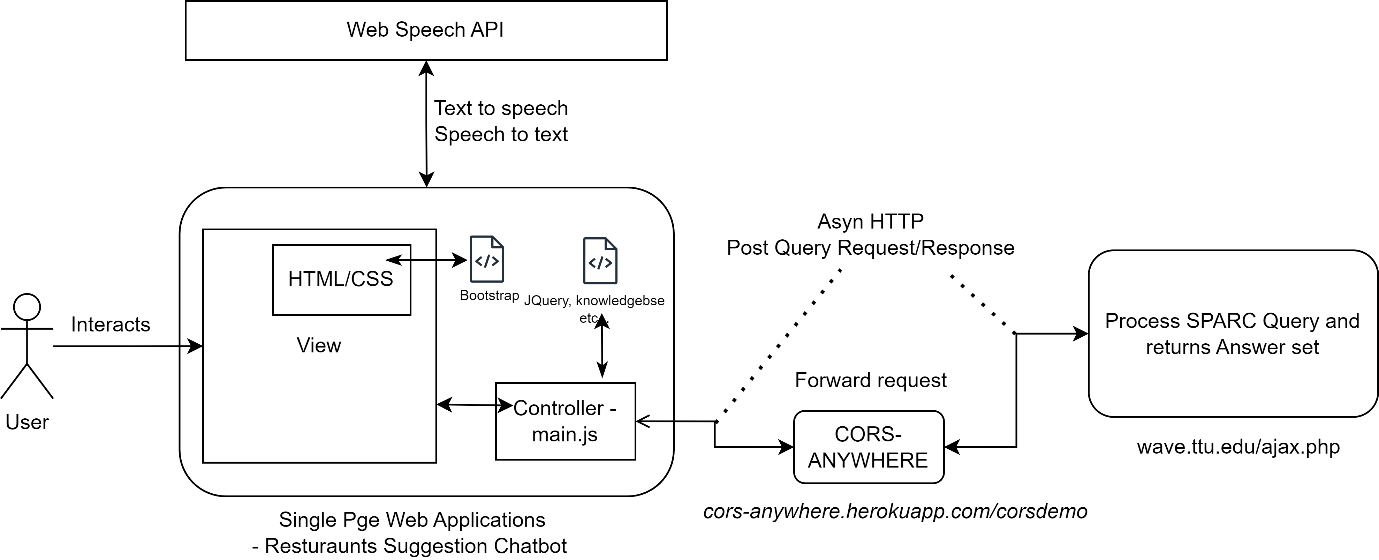 Web Speech API
Text to speech
Speech to text
Asyn HTTP
Post Query Request/Response
HTML/CSS
Bootstrap
JQuery, knowledgebse
etc..
Process SPARC Query and
returns Answer set
Interacts
View
User
Controller -
main.js
Forward request
CORS-
ANYWHERE
wave.ttu.edu/ajax.php
cors-anywhere.herokuapp.com/corsdemo
Single Pge Web Applications
- Resturaunts Suggestion Chatbot